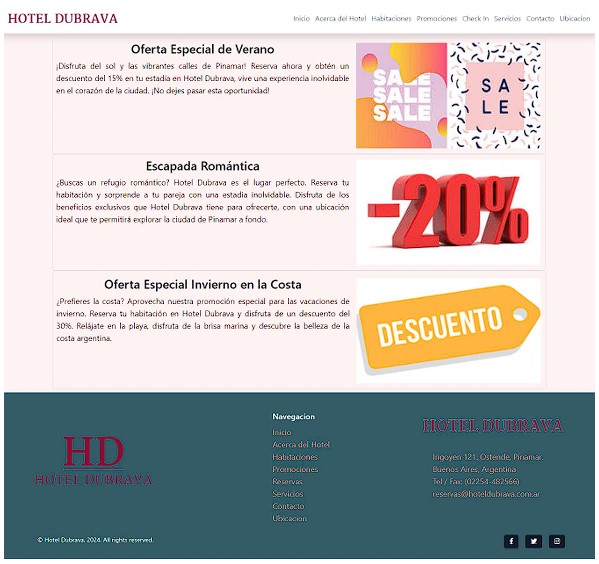 HOTEL DUBRAVA
Inicio Acerca del Hotel Habitaciones Promociones Check In Servicios Contacto Ubicacion
Oferta Especial de Verano
¡Disfruta del sol y las vibrantes calles de Pinamar! Reserva ahora y obtén un
descuento del 15% en tu estadía en Hotel Dubrava, vive una experiencia inolvidable
en el corazón de la ciudad. ¡No dejes pasar esta oportunidad!
SALE
SALE
SALE
SA
LE
Escapada Romántica
¿Buscas un refugio romántico? Hotel Dubrava es el lugar perfecto. Reserva tu
habitación y sorprende a tu pareja con una estadía inolvidable. Disfruta de los
beneficios exclusivos que Hotel Dubrava tiene para ofrecerte, con una ubicación
ideal que te permitirá explorar la ciudad de Pinamar a fondo.
-20%
Oferta Especial Invierno en la Costa
¿Prefieres la costa? Aprovecha nuestra promoción especial para las vacaciones de
invierno. Reserva tu habitación en Hotel Dubrava y disfruta de un descuento del
30%. Relájate en la playa, disfruta de la brisa marina y descubre la belleza de la
costa argentina.
DESCUENTO
HD
HOTEL DUBRAVA
Navegacion
Inicio
Acerca del Hotel
Habitaciones
Promociones
Reservas
Servicios
Contacto
Ubicacion
HOTEL DUBRAVA
Irigoyen 121, Ostende, Pinamar.
Buenos Aires, Argentina
Tel / Fax: (02254-482566)
reservas@hoteldubrava.com.ar
© Hotel Dubrava. 2024. All rights reserved.